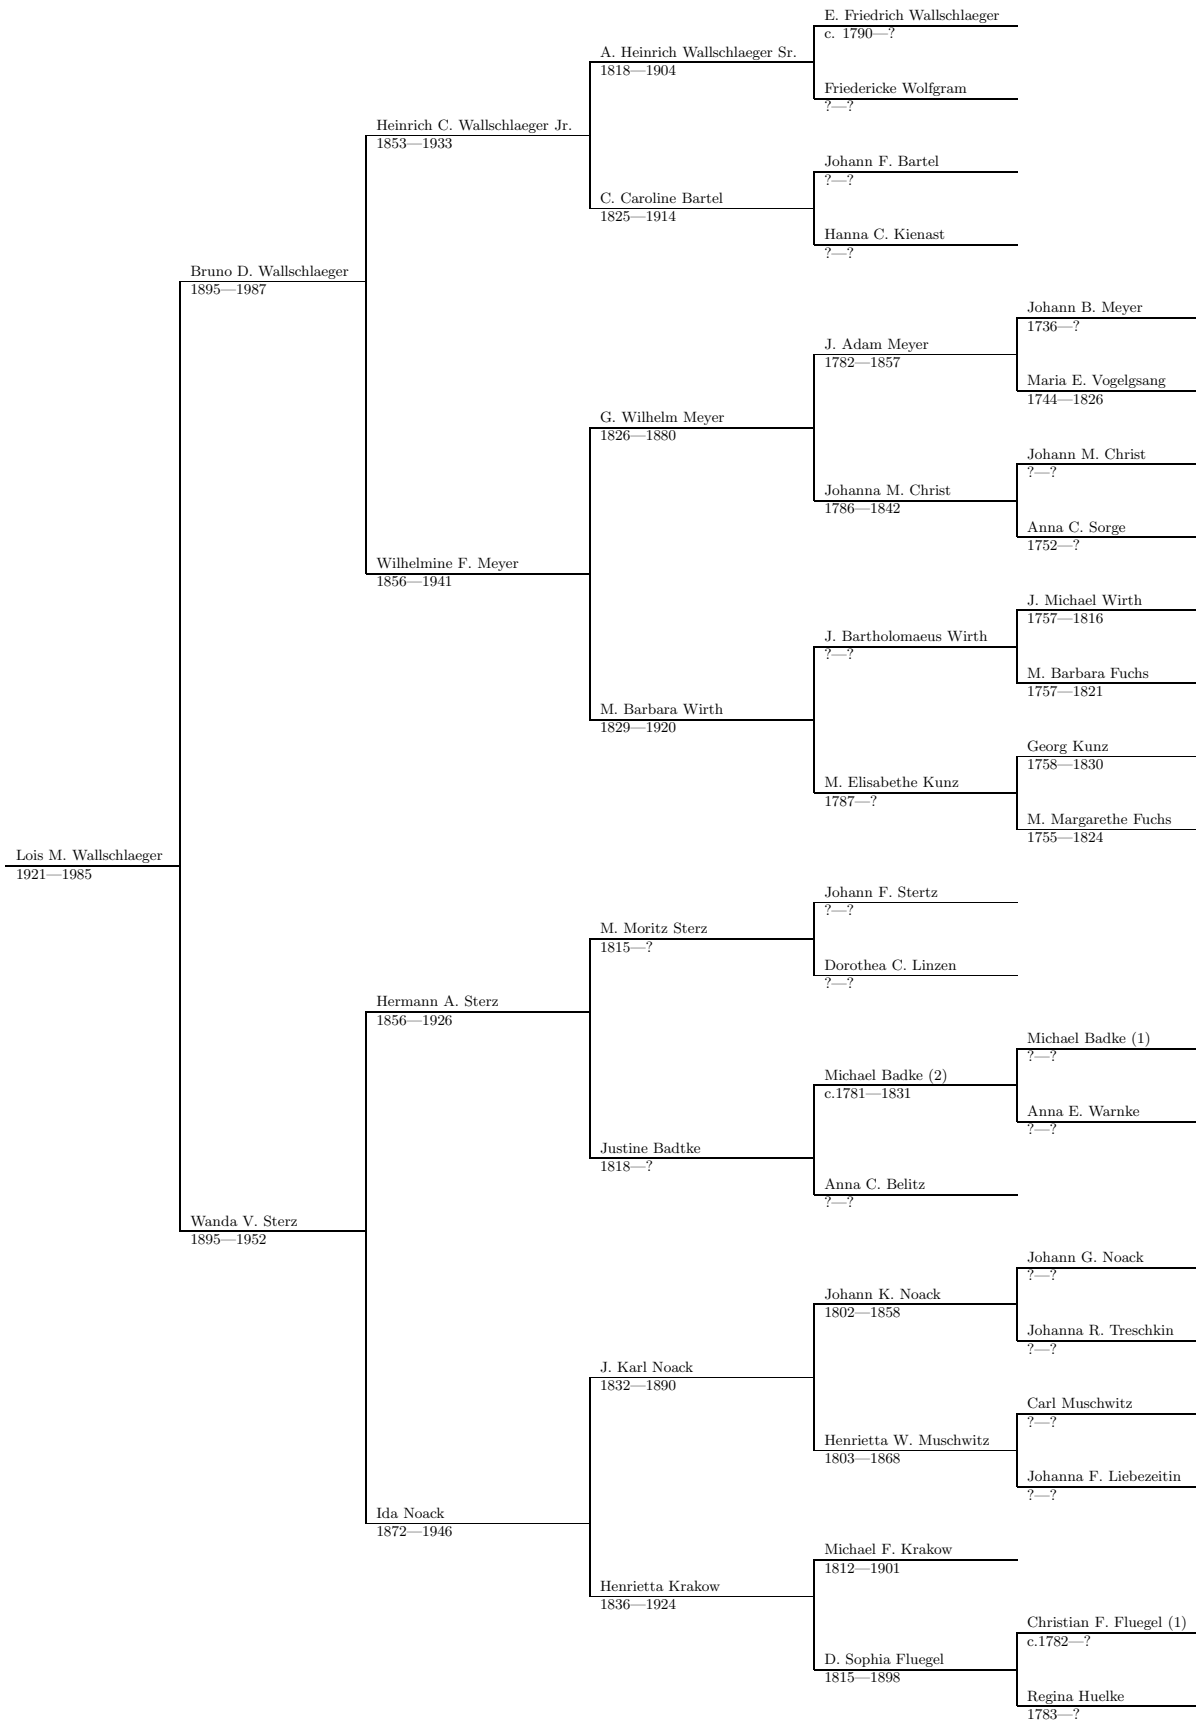 E. Friedrich Wallschlaeger
c. 1790—?
A. Heinrich Wallschlaeger Sr.
1818—1904
Friedericke Wolfgram
?—?
Heinrich C. Wallschlaeger Jr.
1853—1933
Johann F. Bartel
?—?
C. Caroline Bartel
1825—1914
Hanna C. Kienast
?—?
Bruno D. Wallschlaeger
1895—1987
Johann B. Meyer
1736—?
J. Adam Meyer
1782—1857
Maria E. Vogelgsang
1744—1826
G. Wilhelm Meyer
1826—1880
Johann M. Christ
?—?
Johanna M. Christ
1786—1842
Anna C. Sorge
1752—?
Wilhelmine F. Meyer
1856—1941
J. Michael Wirth
1757—1816
J. Bartholomaeus Wirth
?—?
M. Barbara Fuchs
1757—1821
M. Barbara Wirth
1829—1920
Georg Kunz
1758—1830
M. Elisabethe Kunz
1787—?
M. Margarethe Fuchs
1755—1824
Lois M. Wallschlaeger
1921—1985
Johann F. Stertz
?—?
M. Moritz Sterz
1815—?
Dorothea C. Linzen
?—?
Hermann A. Sterz
1856—1926
Michael Badke (1)
?—?
Michael Badke (2)
c.1781—1831
Anna E. Warnke
?—?
Justine Badtke
1818—?
Anna C. Belitz
?—?
Wanda V. Sterz
1895—1952
Johann G. Noack
?—?
Johann K. Noack
1802—1858
Johanna R. Treschkin
?—?
J. Karl Noack
1832—1890
Carl Muschwitz
?—?
Henrietta W. Muschwitz
1803—1868
Johanna F. Liebezeitin
?—?
Ida Noack
1872—1946
Michael F. Krakow
1812—1901
Henrietta Krakow
1836—1924
Christian F. Fluegel (1)
c.1782—?
D. Sophia Fluegel
1815—1898
Regina Huelke
1783—?